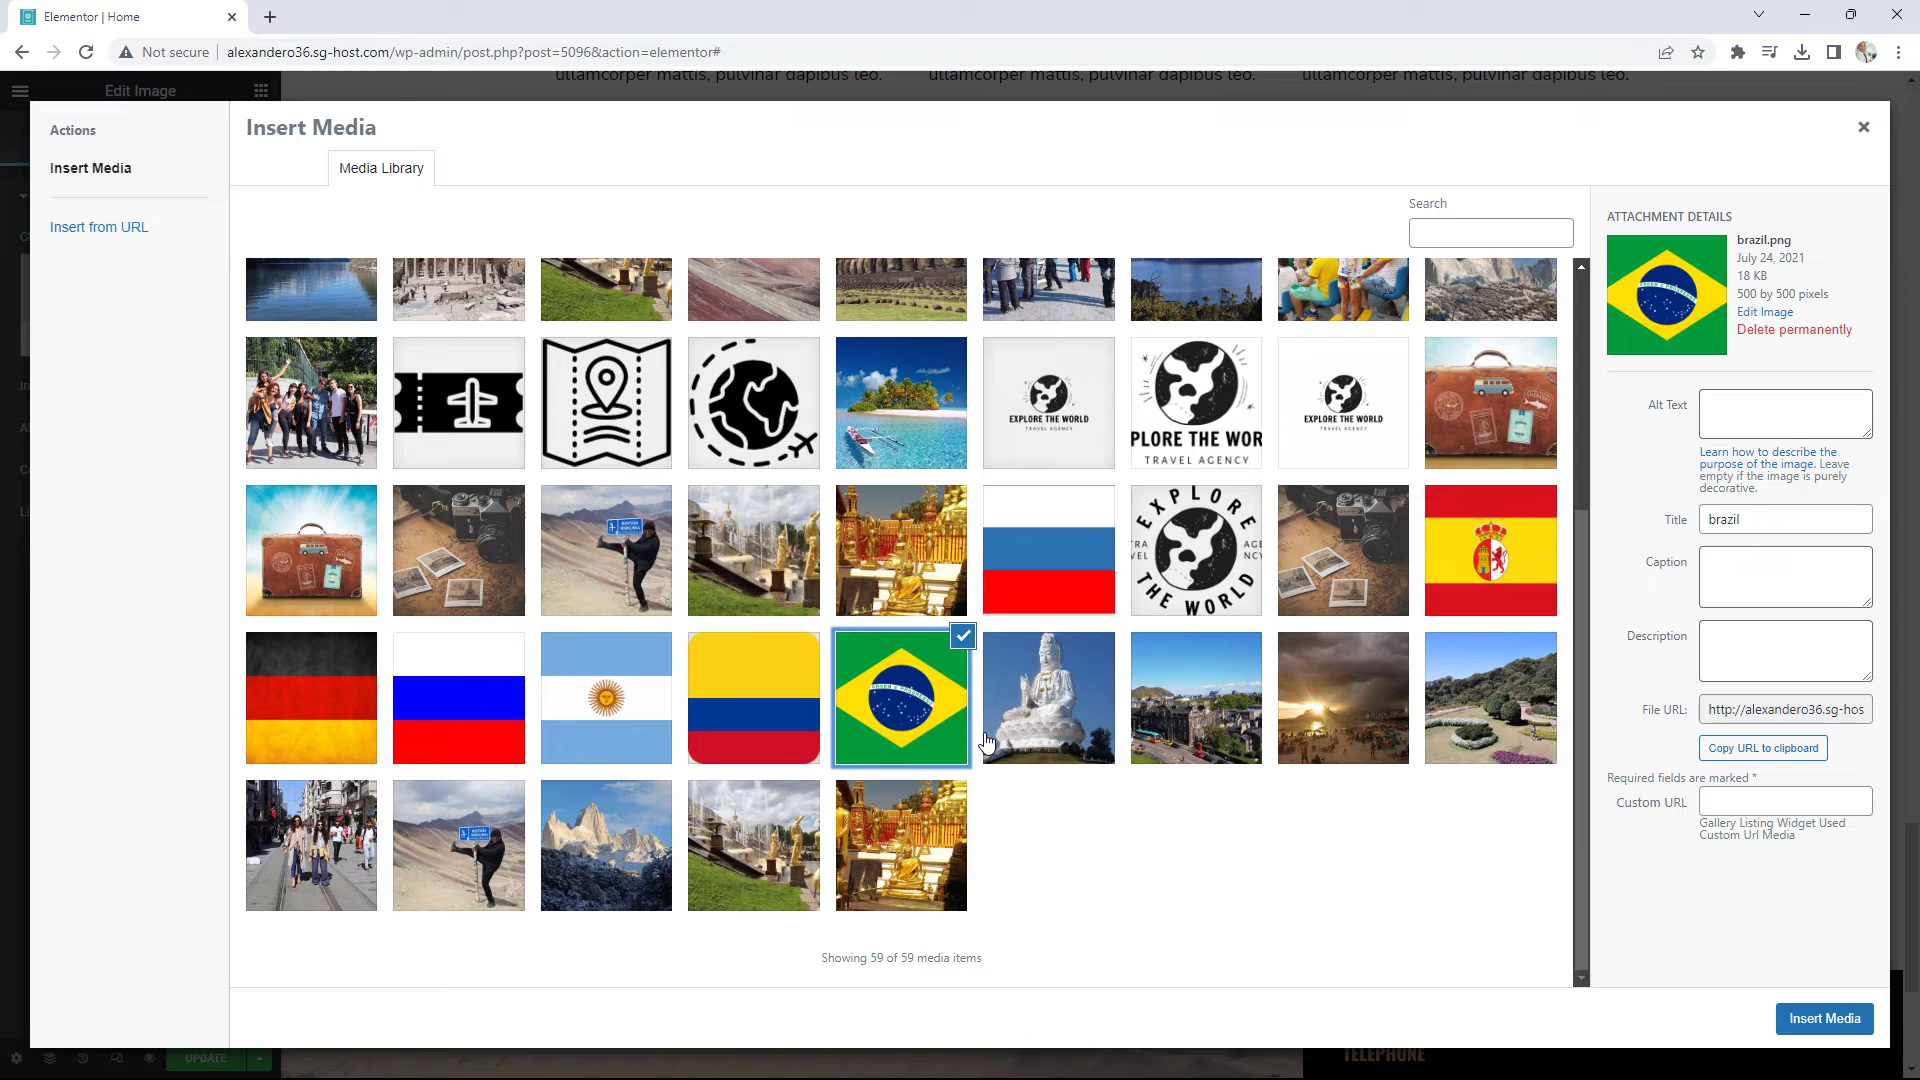 Elementor | Home
Not secure
alexandero36.sg-host.com/wp-admin/post.php?post=5096&action=elementor#
ullamcorper mattis, pulvinar dapibus leo.
ullamcorper mattis, pulvinar dapibus leo.
ullamcorper mattis, pulvinar dapibus leo.
Edit Image
Actions
Insert Media
Insert from URL
Insert Media
Media Library
Search
ATTACHMENT DETAILS
brazil.png
July 24, 2021
18 KB
500 by 500 pixels
Edit Image
Delete permanently
Alt Text
Learn how to describe the
purpose of the image. Leave
empty if the image is purely
decorative.
Title
brazil
Caption
Description
File URL:
http://alexandero36.sg-hos
Copy URL to clipboard
Required fields are marked *
Custom URL
Gallery Listing Widget Used
Custom Url Media
EXPLORE THE WORLD
TRAVEL AGENCY
PLORE THE WOR
TRAVEL AGENCY
EXPLORE THE WORLD
TRAVEL AGENCY
EXPLORE
THE WORLD
Showing 59 of 59 media items
Insert Media
UPDATE
TELEPHONE